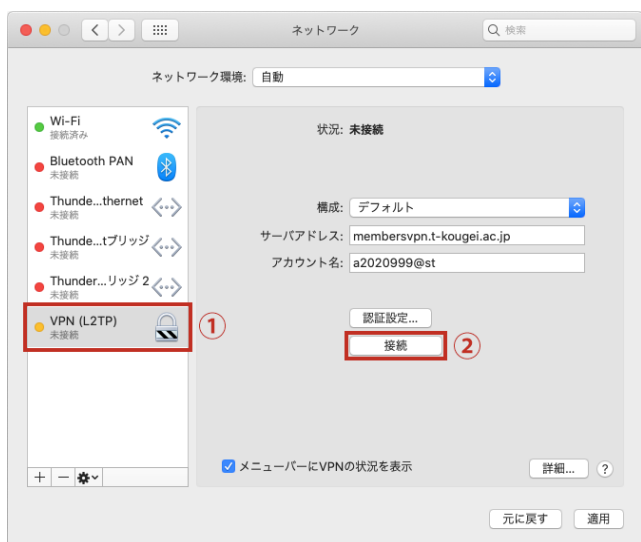 ネットワーク
検索
ネットワーク環境: 自動
Wi-Fi
接続済み
Bluetooth PAN
未接続
Thunde...thernet
未接続
Thunde...tブリッジ
未接続
Thunder...リッジ 2
未接続
VPN (L2TP)
未接続
①
状況: 未接続
構成: デフォルト
サーバアドレス: membersvpn.t-kougei.ac.jp
アカウント名: a2020999@st
認証設定...
接続
②
メニューバーにVPNの状況を表示
詳細...
?
元に戻す
適用